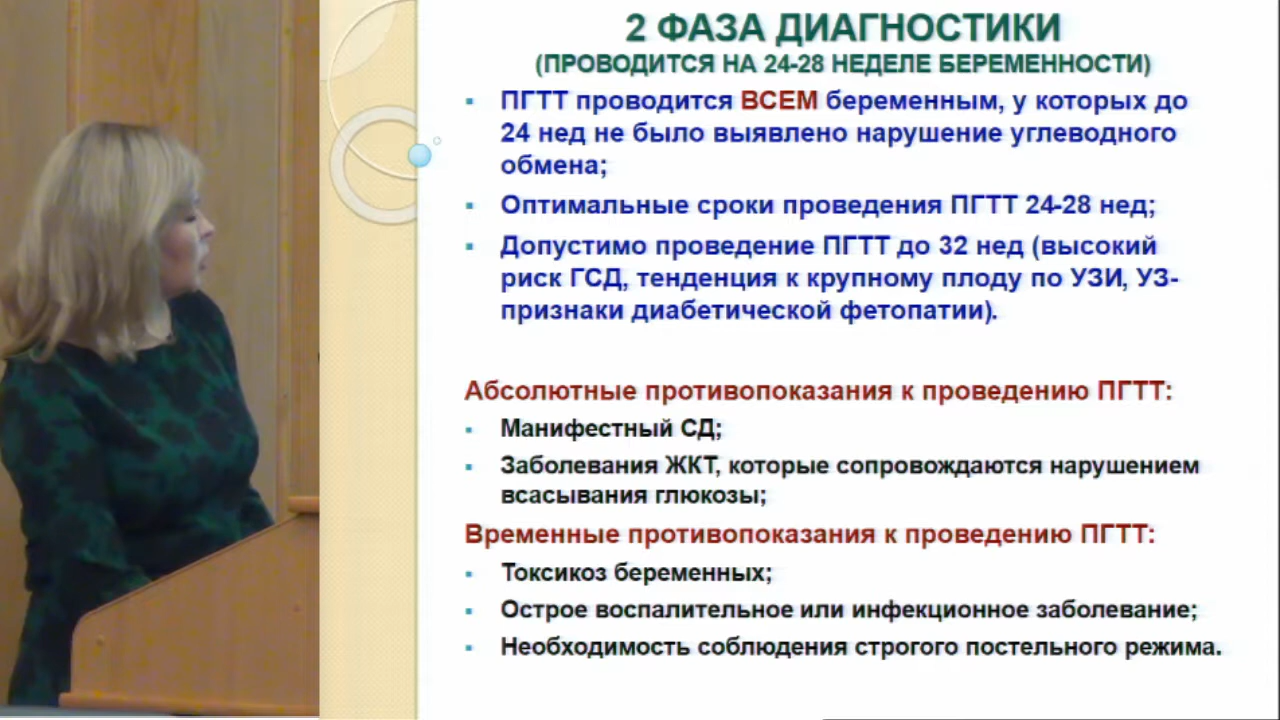 2 ФАЗА ДИАГНОСТИКИ
(ПРОВОДИТСЯ НА 24-28 НЕДЕЛЕ БЕРЕМЕННОСТИ)
▪ ПГТТ проводится ВСЕМ беременным, у которых до
24 нед не было выявлено нарушение углеводного
обмена;
▪ Оптимальные сроки проведения ПГТТ 24-28 нед;
▪ Допустимо проведение ПГТТ до 32 нед (высокий
риск ГСД, тенденция к крупному плоду по УЗИ, УЗ-
признаки диабетической фетопатии).
Абсолютные противопоказания к проведению ПГТТ:
▪ Манифестный СД;
▪ Заболевания ЖКТ, которые сопровождаются нарушением
всасывания глюкозы;
Временные противопоказания к проведению ПГТТ:
▪ Токсикоз беременных;
▪ Острое воспалительное или инфекционное заболевание;
▪ Необходимость соблюдения строгого постельного режима.